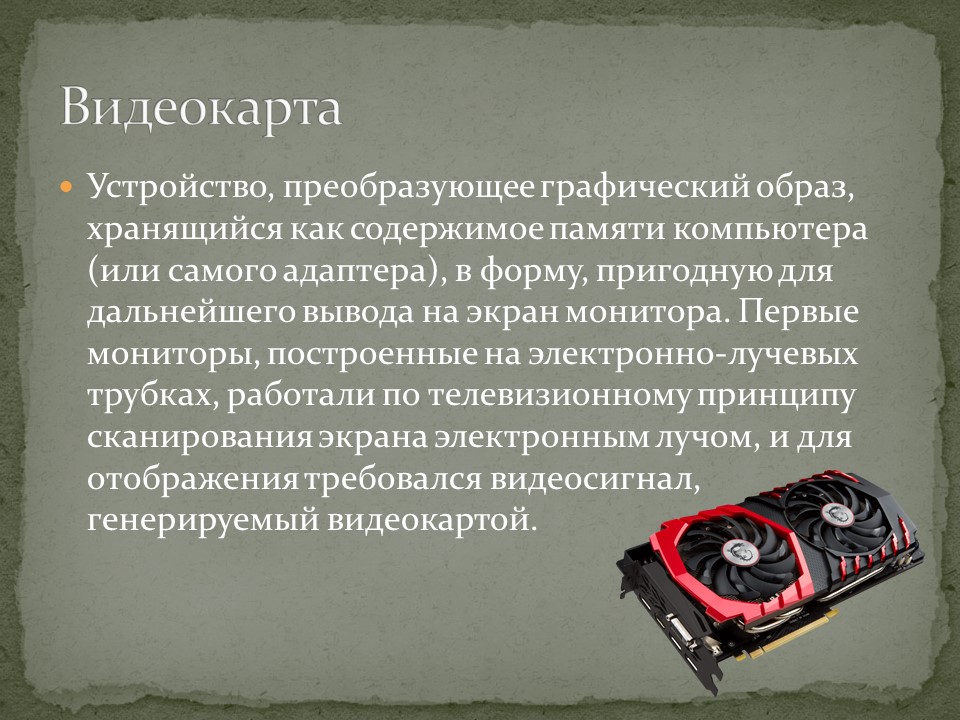 Видеокарта
• Устройство, преобразующее графический образ,
хранящийся как содержимое памяти компьютера
(или самого адаптера), в форму, пригодную для
дальнейшего вывода на экран монитора. Первые
мониторы, построенные на электронно-лучевых
трубках, работали по телевизионному принципу
сканирования экрана электронным лучом, и для
отображения требовался видеосигнал,
генерируемый видеокартой.